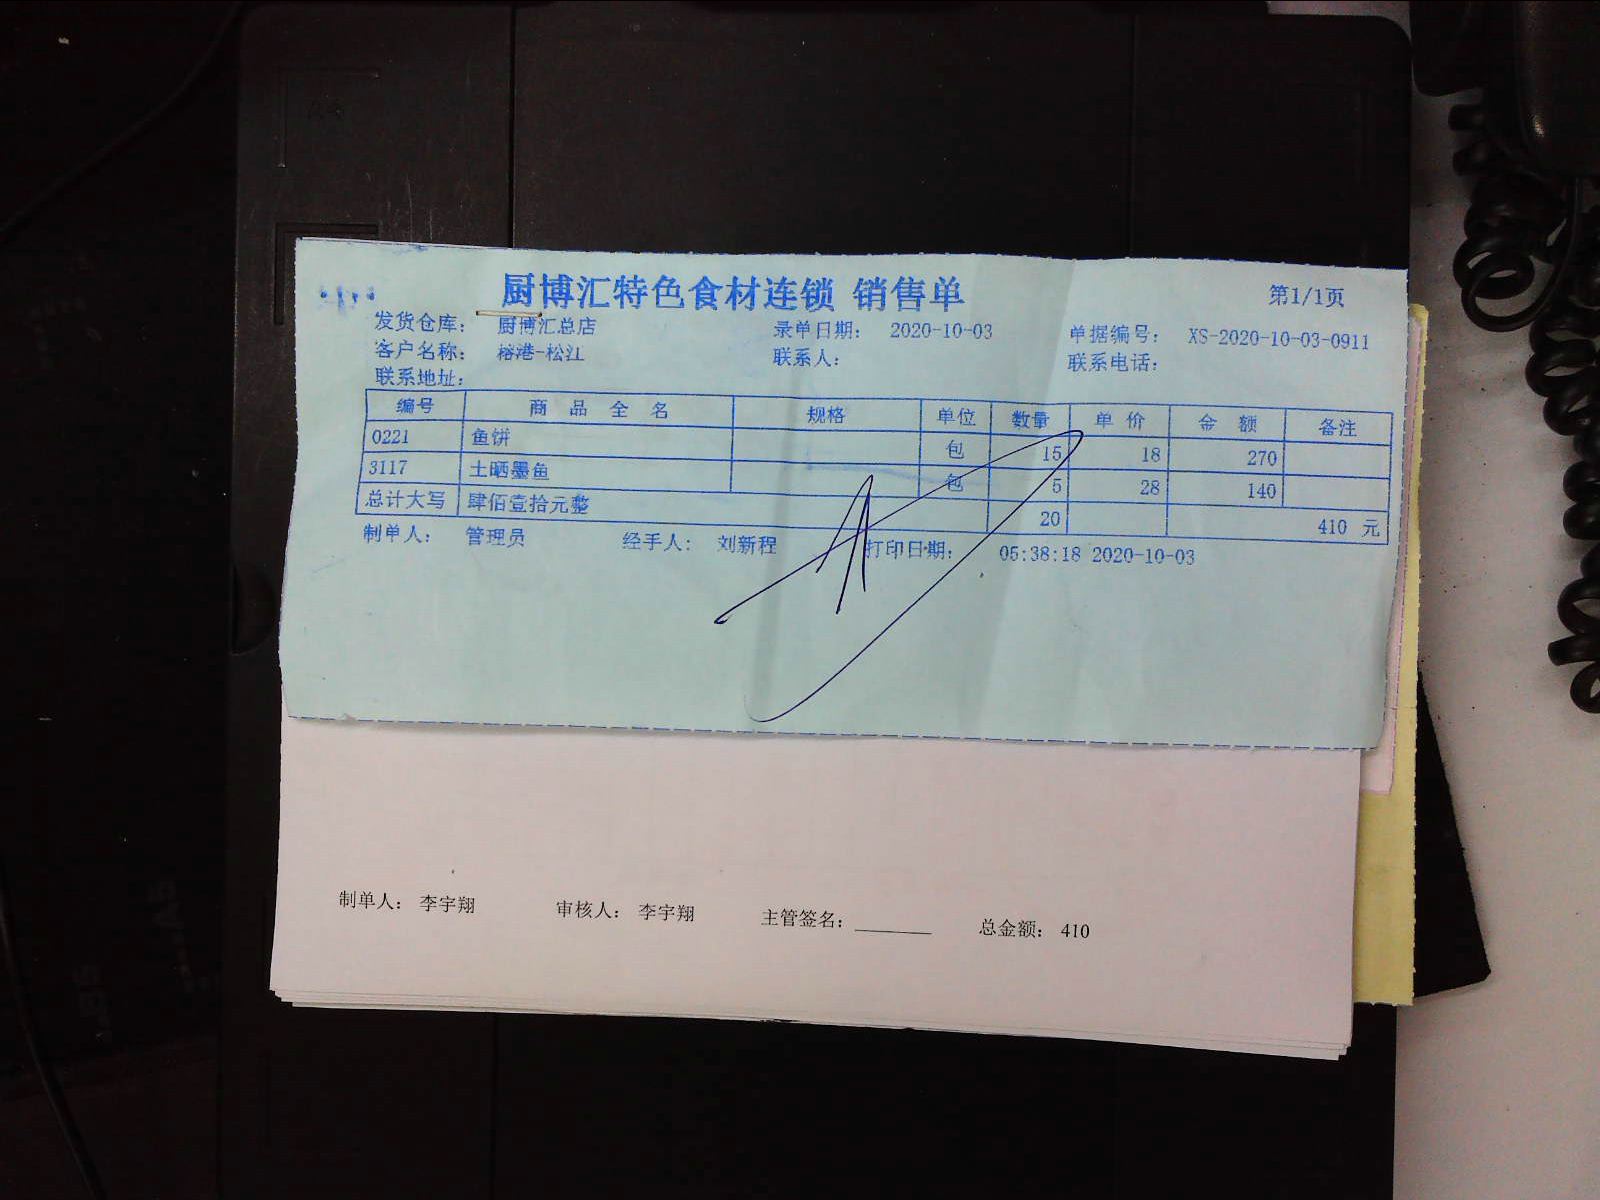 厨博汇特色食材连锁 销售单 第1/1页
发货仓库： 厨博汇总店 录单日期： 2020-10-03 单据编号： XS-2020-10-03-0911
客户名称： 榕港-松江 联系人： 联系电话：
联系地址：
编号 商品全名 规格 单位 数量 单价 金额 备注
0221 鱼饼 包 15 18 270
3117 土晒墨鱼 包 5 28 140
总计大写 肆佰壹拾元整 20 410 元
制单人： 管理员 经手人： 刘新程 打印日期： 05:38:18 2020-10-03
制单人： 李宇翔 审核人： 李宇翔 主管签名：______ 总金额： 410